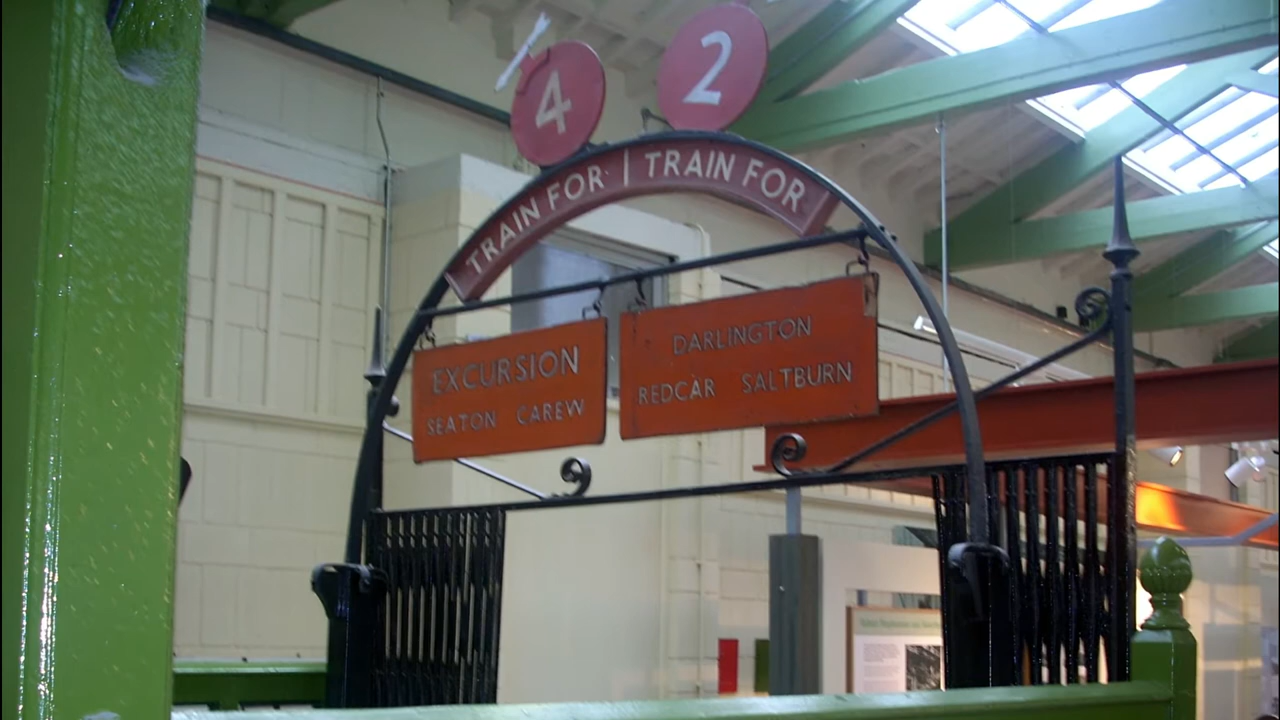 4 2
TRAIN FOR | TRAIN FOR
EXCURSION
SEATON CAREW
DARLINGTON
REDCAR SALTBURN